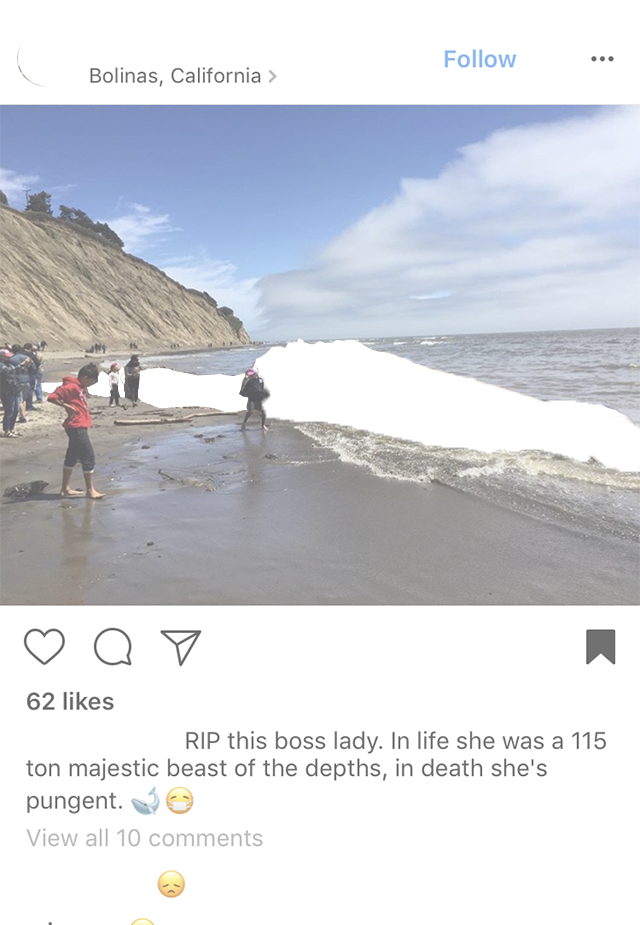 Bolinas, California
Follow
62 likes
RIP this boss lady. In life she was a 115
ton majestic beast of the depths, in death she's
pungent. 🐋😷
View all 10 comments
😞